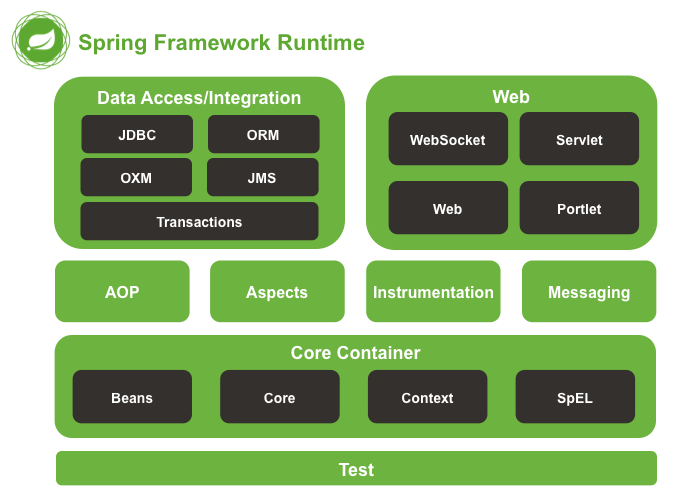 Spring Framework Runtime
Data Access/Integration
JDBC
ORM
OXM
JMS
Transactions
Web
WebSocket
Servlet
Web
Portlet
AOP
Aspects
Instrumentation
Messaging
Core Container
Beans
Core
Context
SpEL
Test